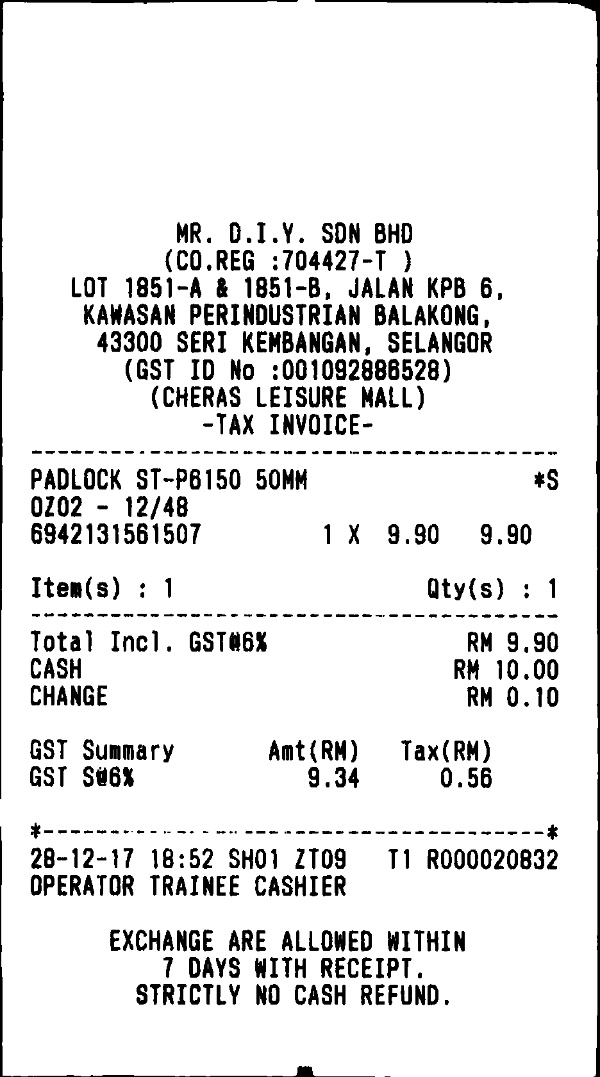 MR. D.I.Y. SDN BHD
(CO.REG :704427-T )
LOT 1851-A & 1851-B, JALAN KPB 6,
KAWASAN PERINDUSTRIAN BALAKONG,
43300 SERI KEMBANGAN, SELANGOR
(GST ID No :001092886528)
(CHERAS LEISURE MALL)
-TAX INVOICE-
PADLOCK ST-P6150 50MM *S
OZ02 - 12/48
6942131561507 1 X 9.90 9.90
Item(s) : 1 Qty(s) : 1
Total Incl. GST@6% RM 9.90
CASH RM 10.00
CHANGE RM 0.10
GST Summary Amt(RM) Tax(RM)
GST S@6% 9.34 0.56
*--------------------------------------*
28-12-17 18:52 SH01 ZT09 T1 R000020832
OPERATOR TRAINEE CASHIER
EXCHANGE ARE ALLOWED WITHIN
7 DAYS WITH RECEIPT.
STRICTLY NO CASH REFUND.